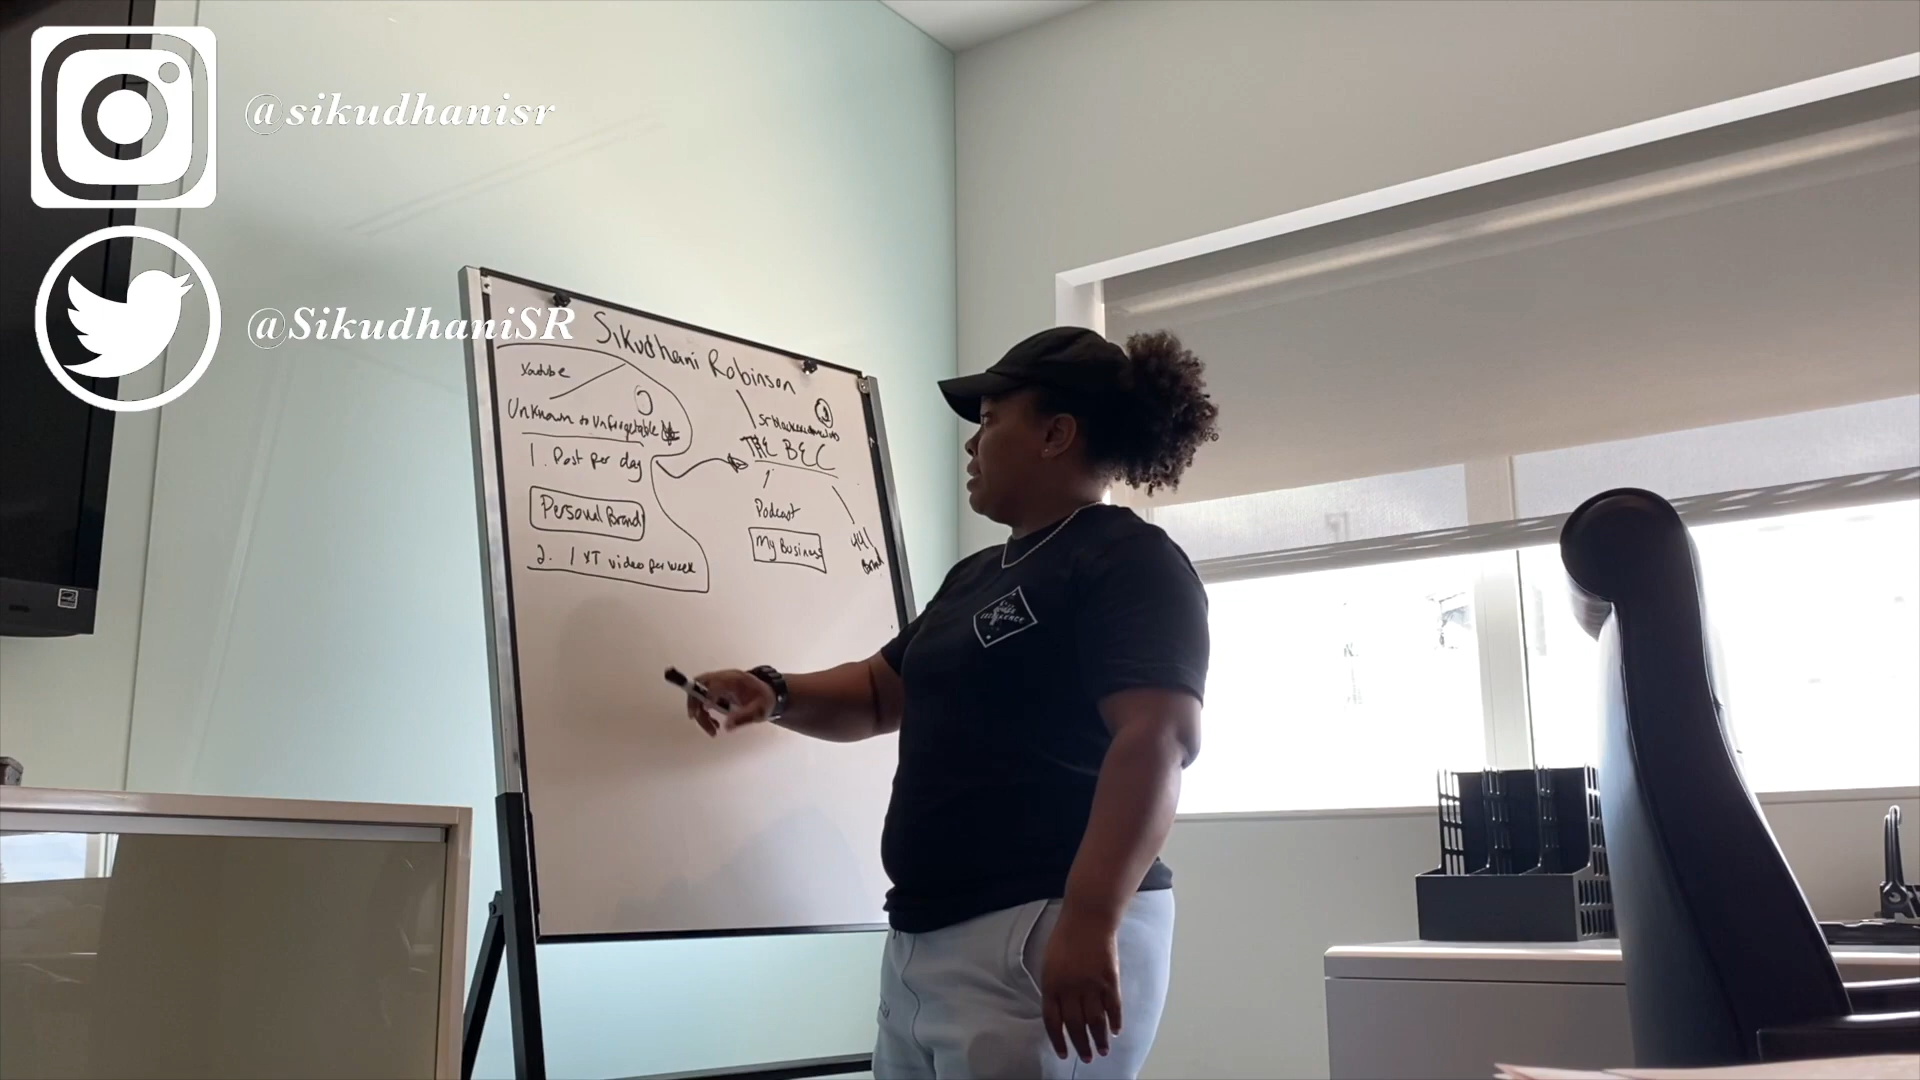 @sikudhanisr
@SikudhaniSR
Sikudhani Robinson
Youtube
Unknown to Unforgetable
1. Post per day
Personal Brand
2. 1 YT video per week
THE BEC
Podcast
My Business